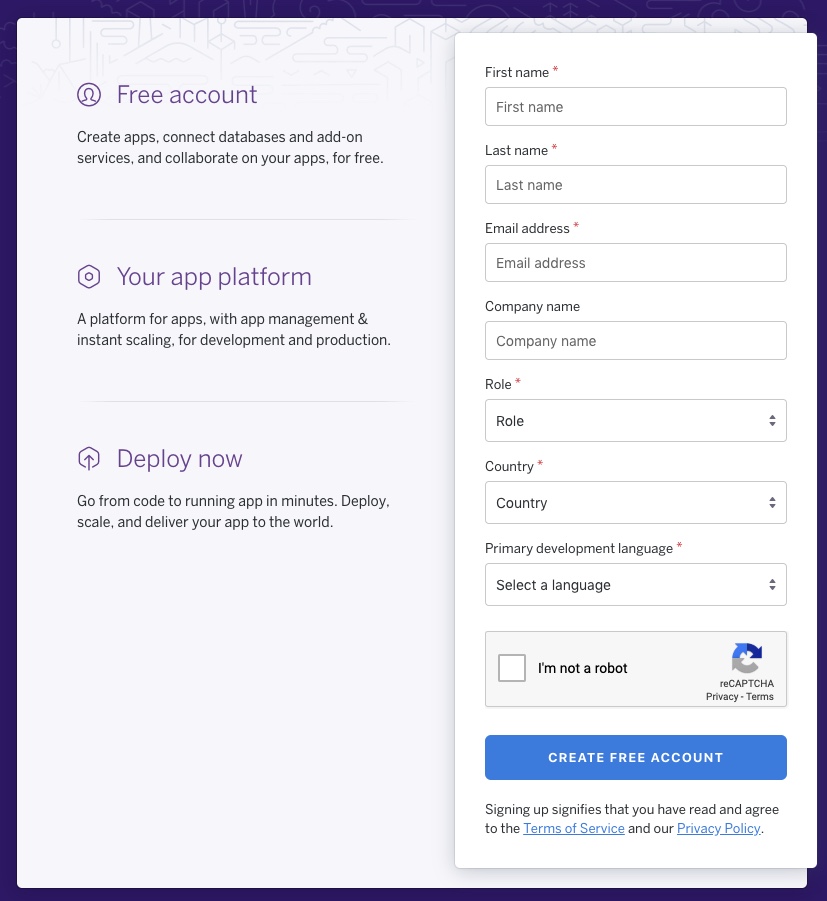 Free account
Create apps, connect databases and add-on
services, and collaborate on your apps, for free.
Your app platform
A platform for apps, with app management &
instant scaling, for development and production.
Deploy now
Go from code to running app in minutes. Deploy,
scale, and deliver your app to the world.
First name *
First name
Last name *
Last name
Email address *
Email address
Company name
Company name
Role *
Role
Country *
Country
Primary development language *
Select a language
I'm not a robot
reCAPTCHA
Privacy - Terms
CREATE FREE ACCOUNT
Signing up signifies that you have read and agree
to the Terms of Service and our Privacy Policy.